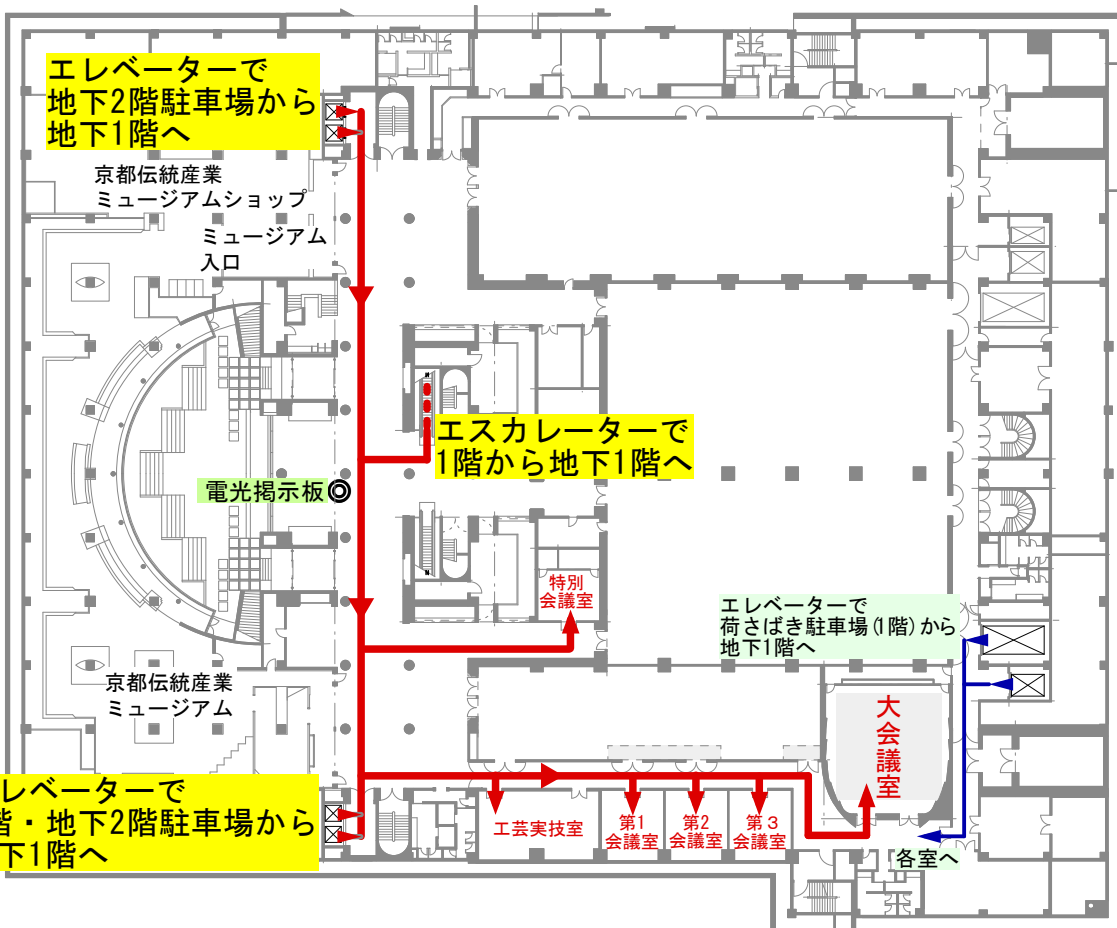 エレベーターで
地下2階駐車場から
地下1階へ
京都伝統産業
ミュージアムショップ
ミュージアム
入口
エスカレーターで
1階から地下1階へ
電光掲示板
特別
会議室
エレベーターで
荷さばき駐車場(1階)から
地下1階へ
京都伝統産業
ミュージアム
大会議室
レベーターで
階・地下2階駐車場から
下1階へ
工芸実技室
第1
会議室
第2
会議室
第3
会議室
各室へ